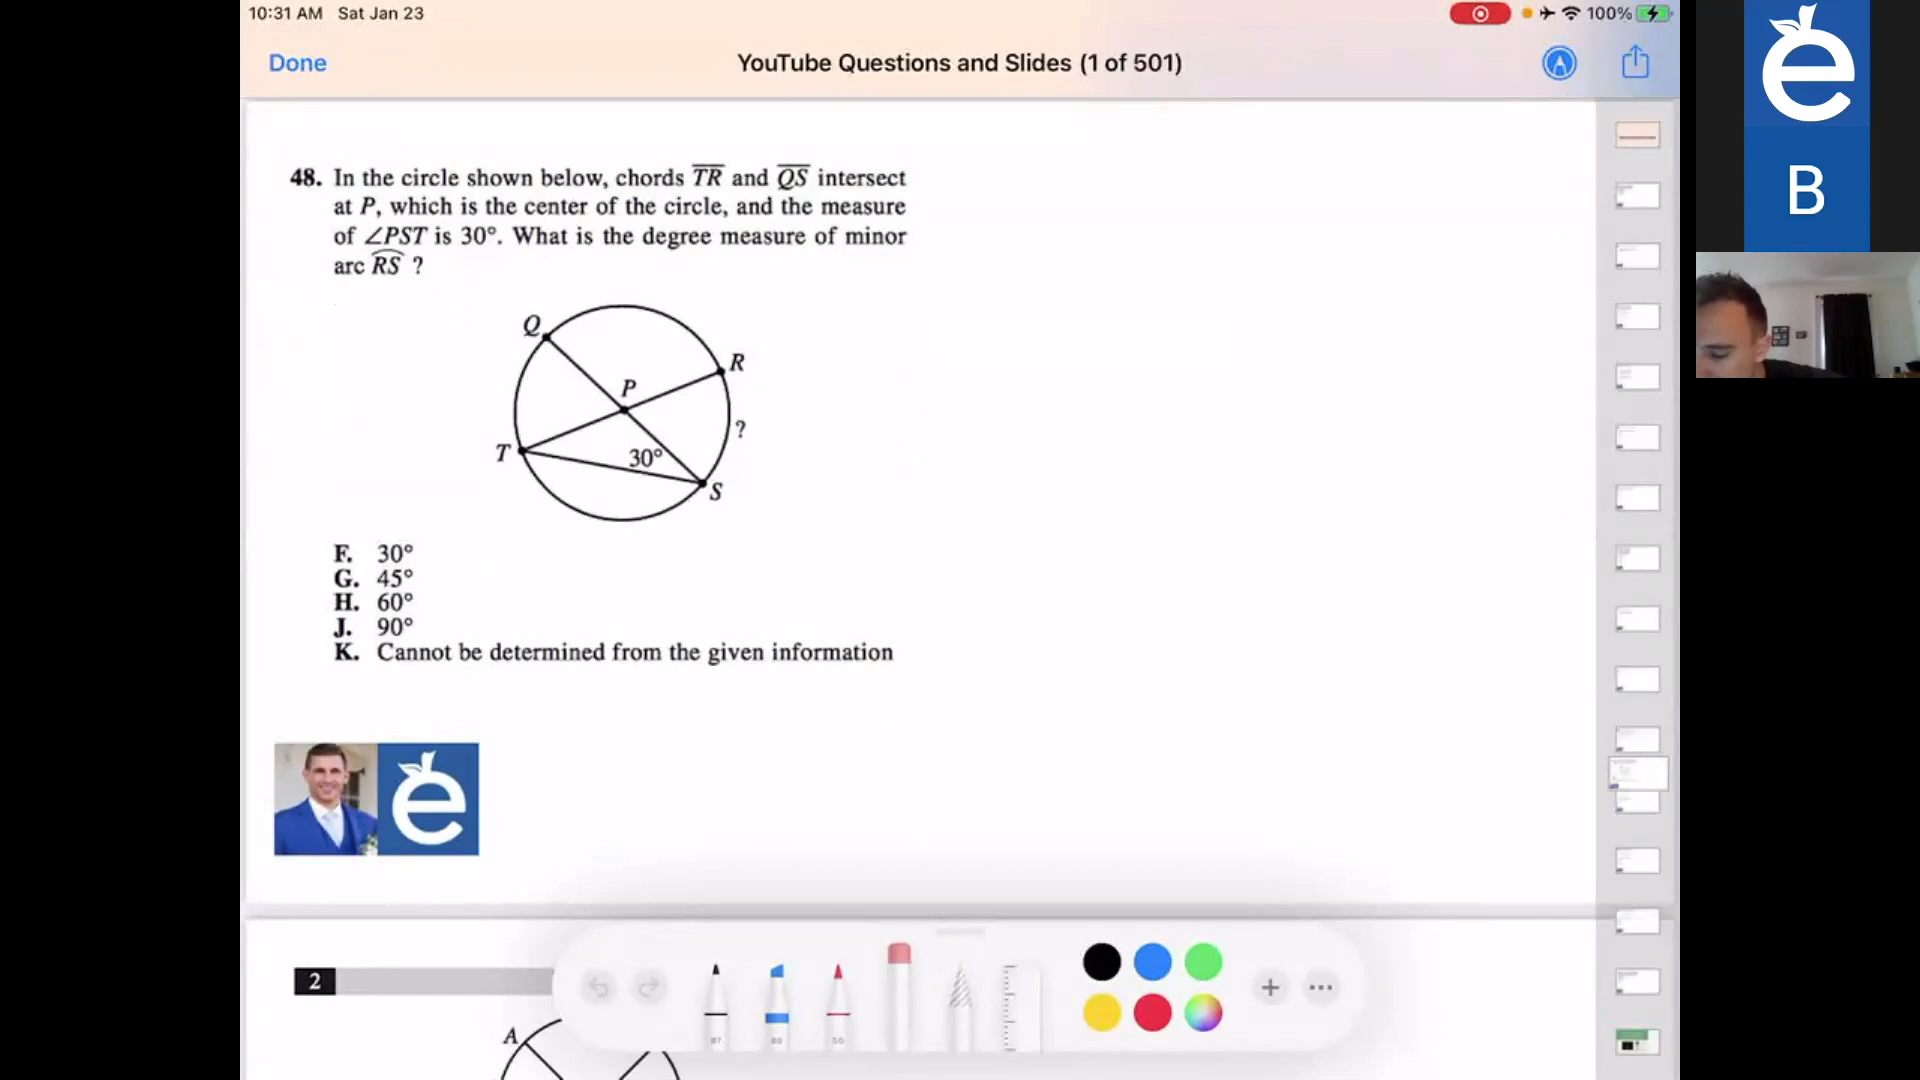 10:31 AM Sat Jan 23
100%
Done
YouTube Questions and Slides (1 of 501)
e
B
48. In the circle shown below, chords TR and QS intersect
at P, which is the center of the circle, and the measure
of ∠PST is 30°. What is the degree measure of minor
arc RS ?
Q
R
P
?
T
30°
S
F. 30°
G. 45°
H. 60°
J. 90°
K. Cannot be determined from the given information
e
2
A